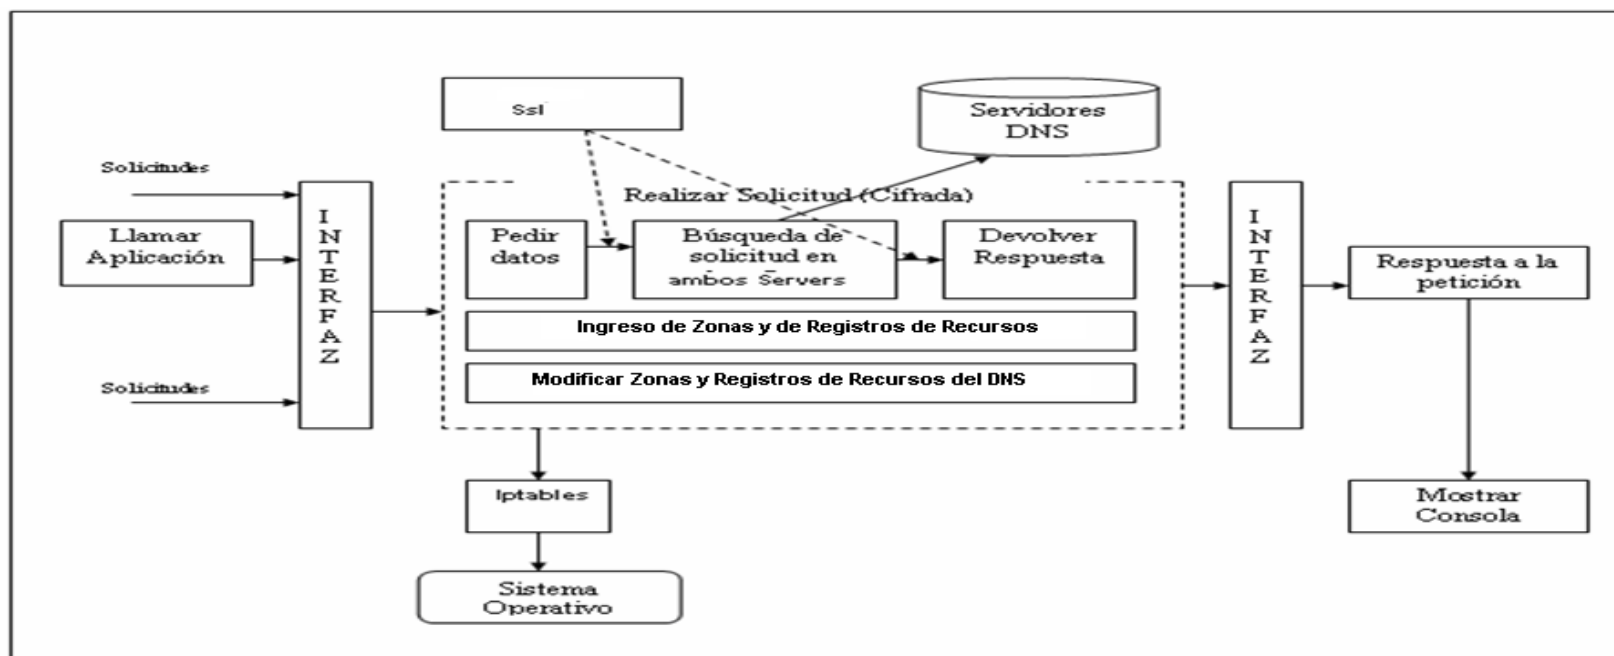 Ssl
Servidores
DNS
Solicitudes
Realizar Solicitud (Cifrada)
INTERFAZ
Llamar
Aplicación
Pedir
datos
Búsqueda de
solicitud en
ambos Servers
Devolver
Respuesta
INTERFAZ
Respuesta a la
petición
Ingreso de Zonas y de Registros de Recursos
Modificar Zonas y Registros de Recursos del DNS
Solicitudes
Iptables
Mostrar
Consola
Sistema
Operativo